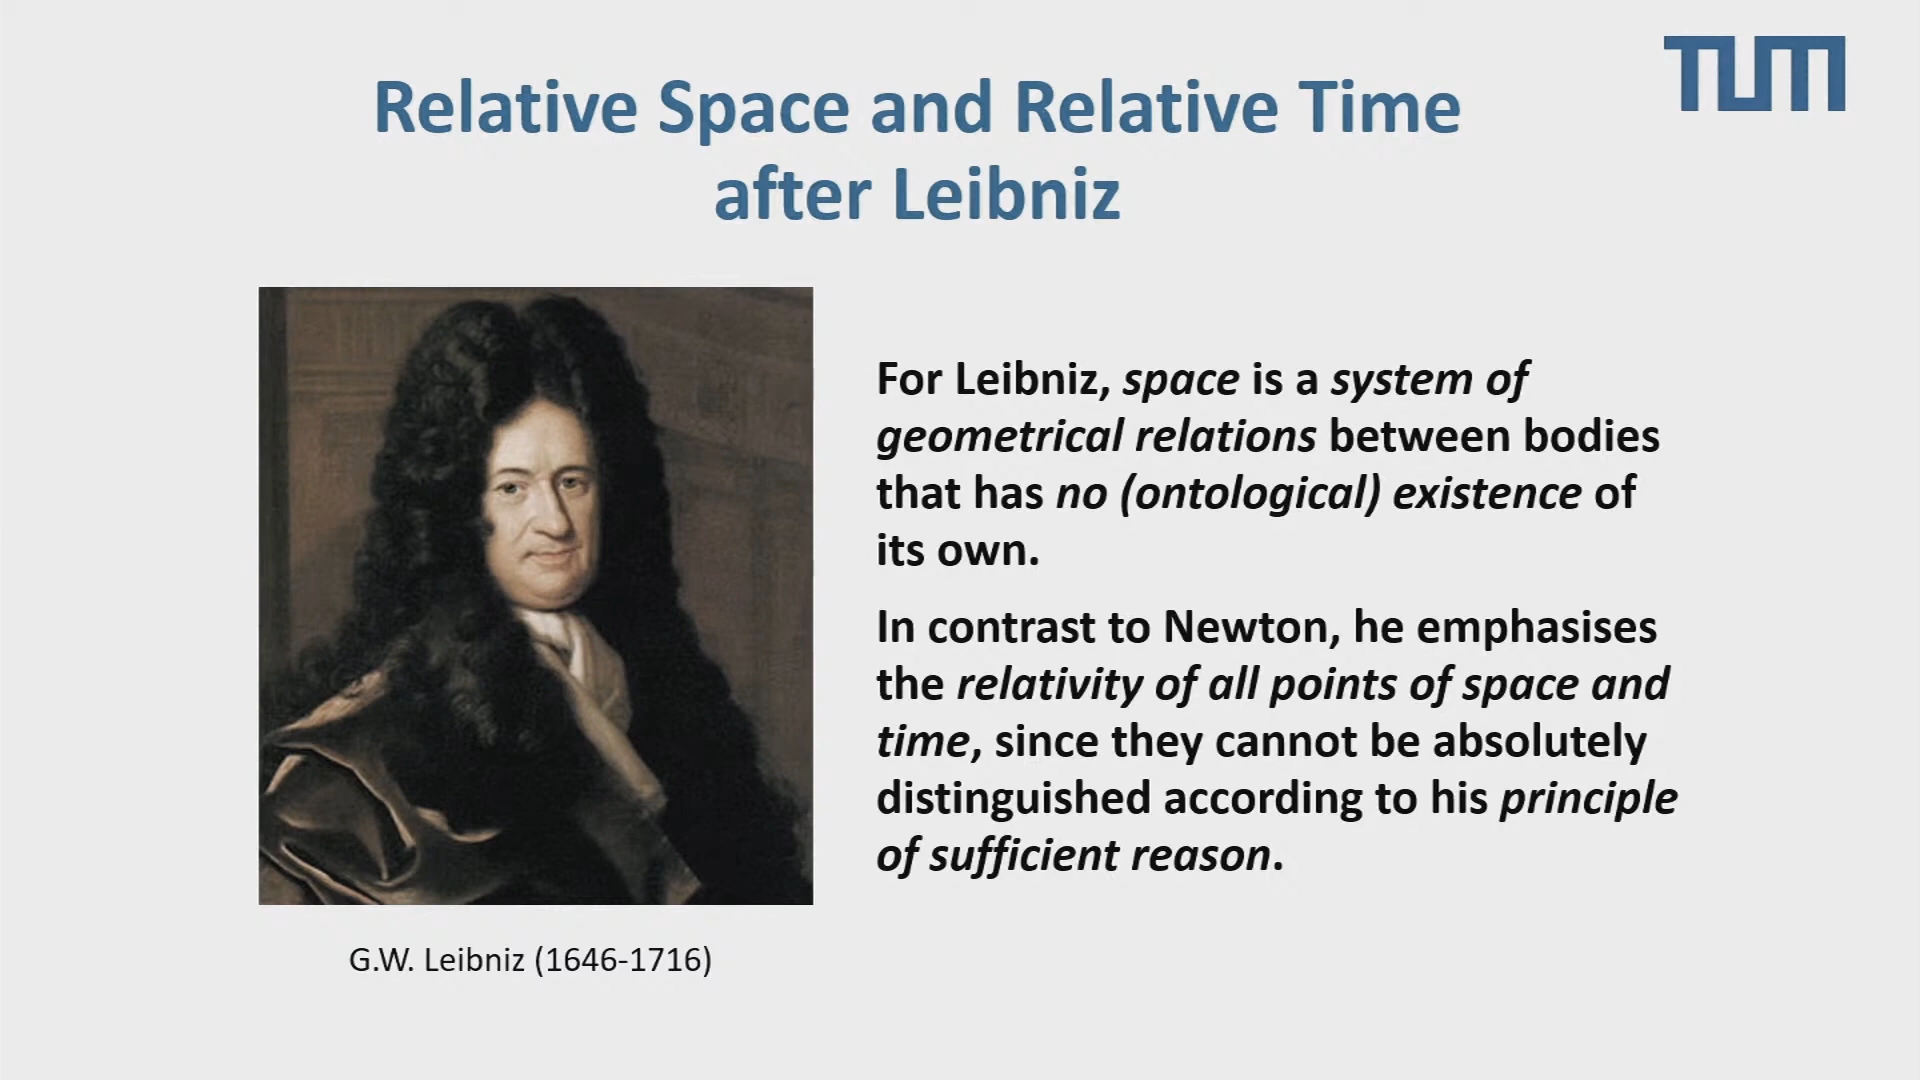 TUM
Relative Space and Relative Time
after Leibniz
For Leibniz, space is a system of
geometrical relations between bodies
that has no (ontological) existence of
its own.
In contrast to Newton, he emphasises
the relativity of all points of space and
time, since they cannot be absolutely
distinguished according to his principle
of sufficient reason.
G.W. Leibniz (1646-1716)